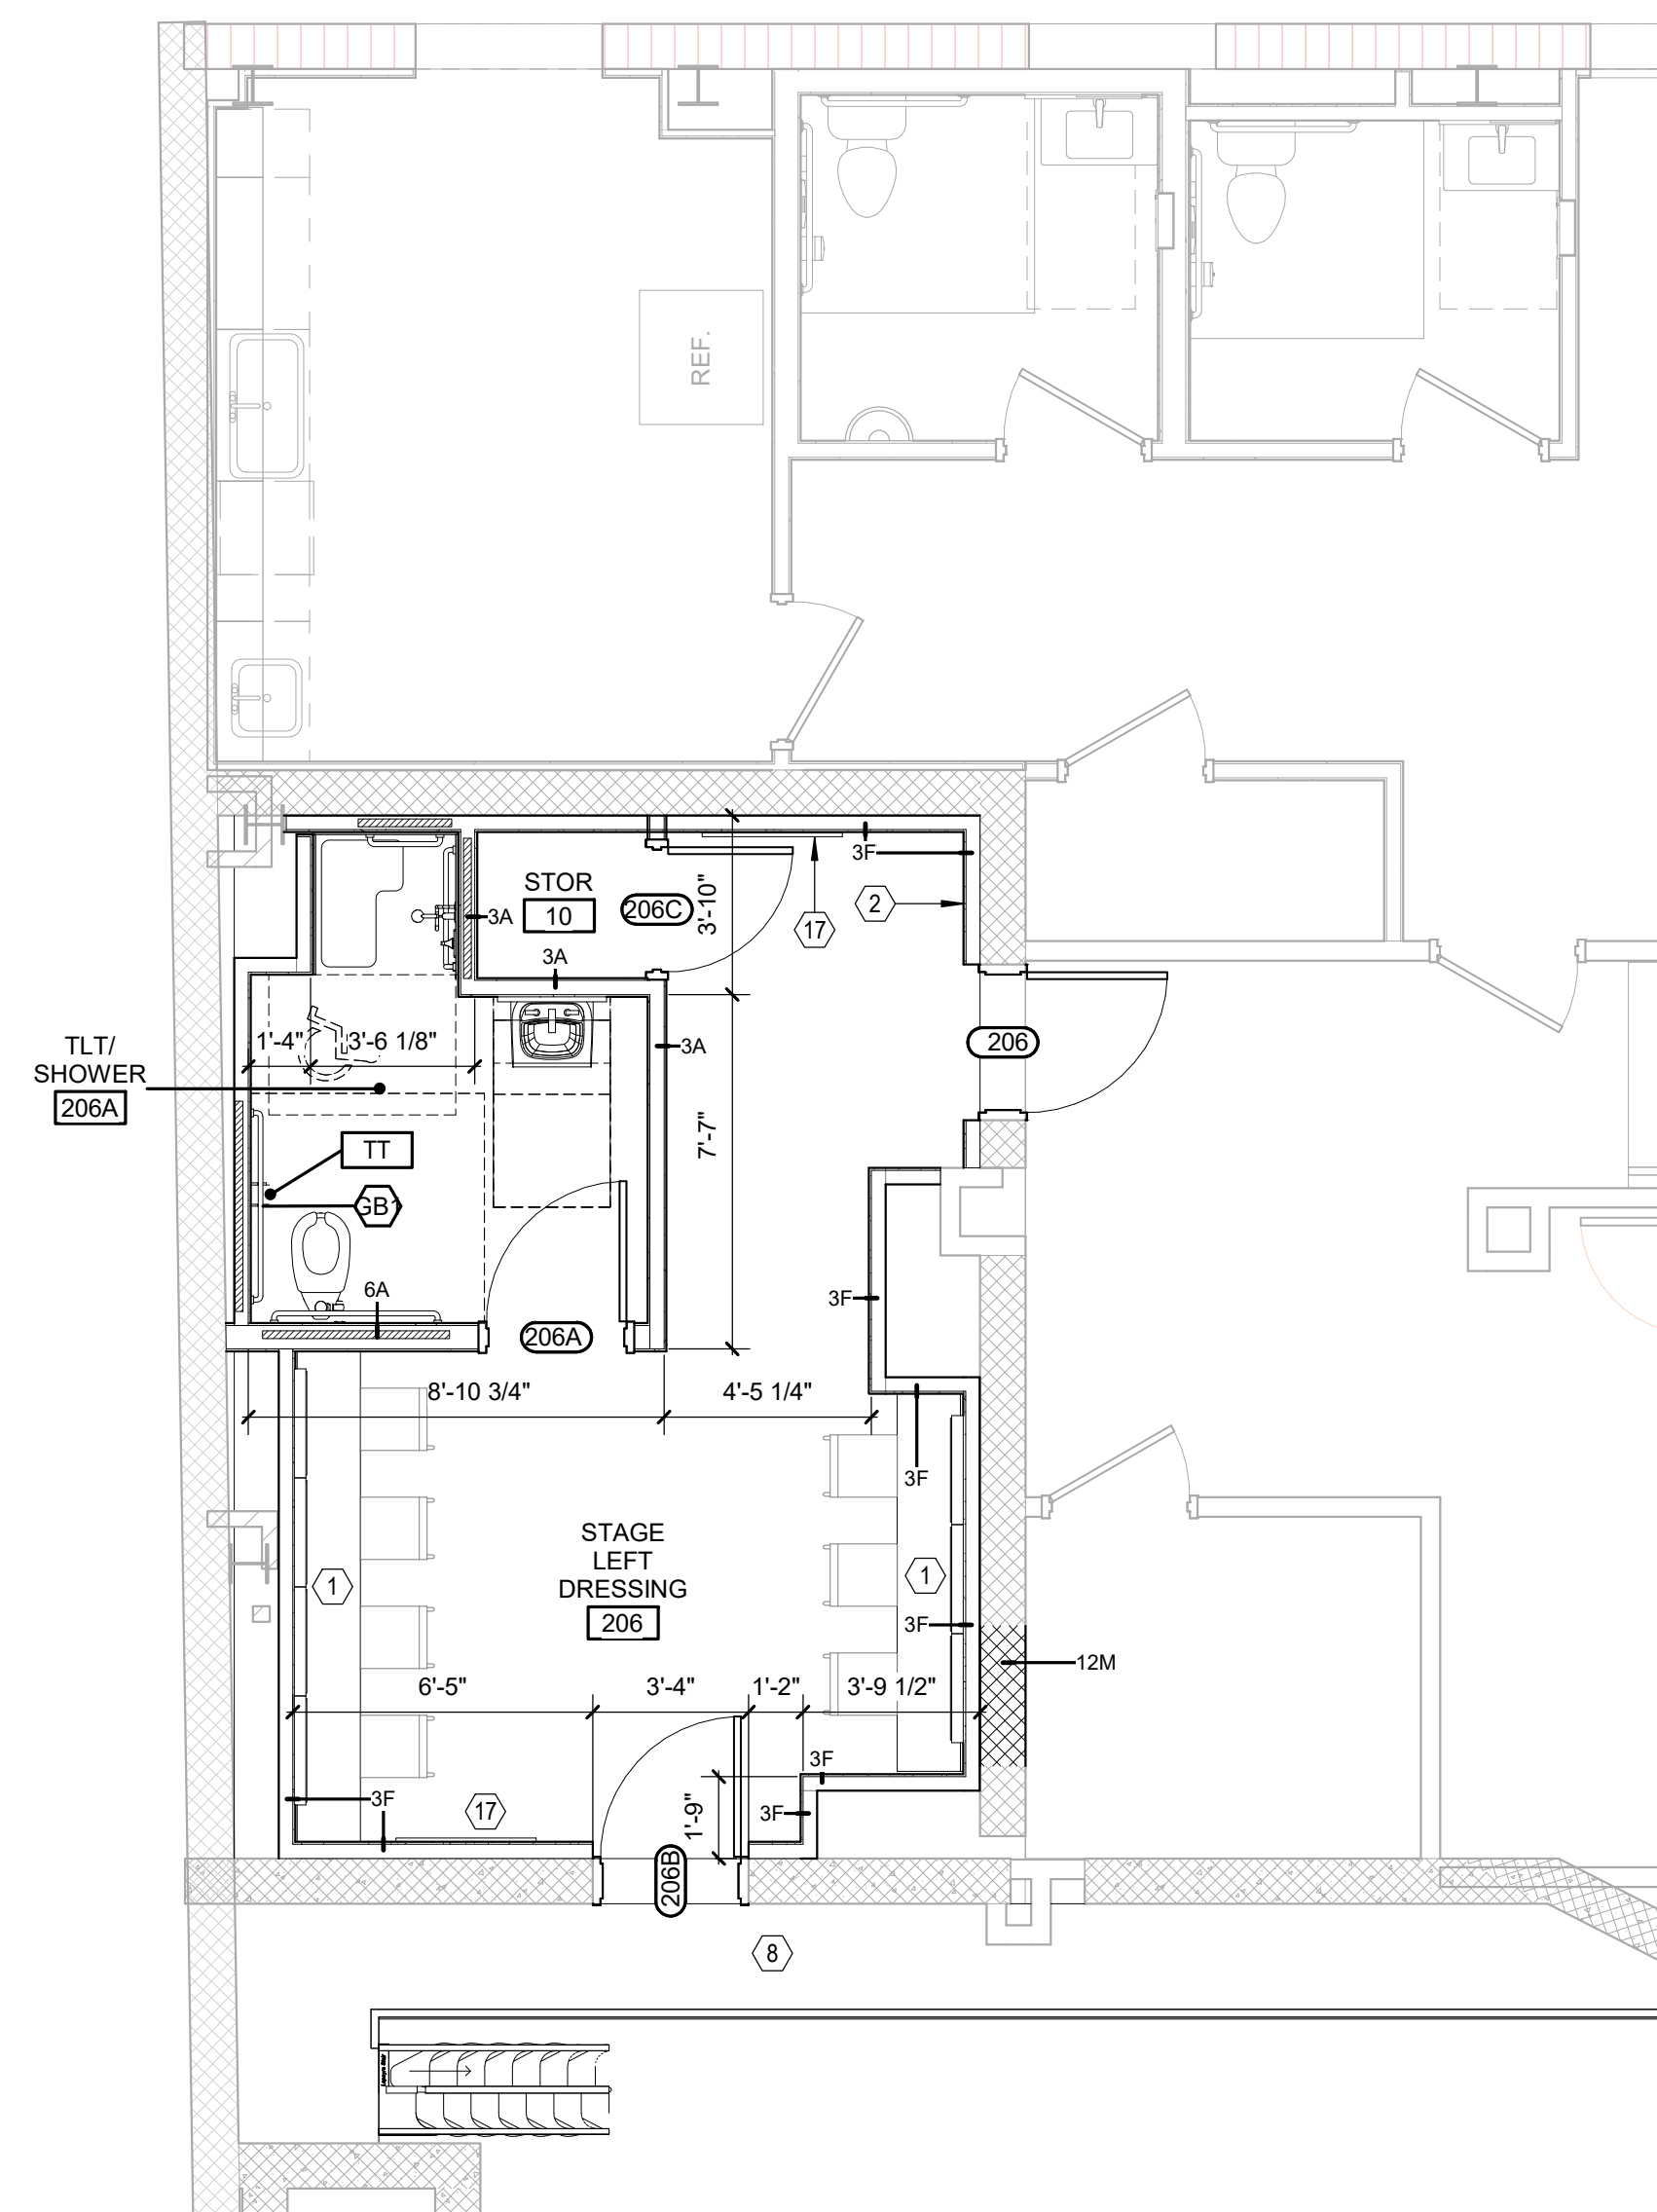 REF.
3F
STOR
10
206C
3'-10"
2
17
3A
3A
206
TLT/
SHOWER
206A
1'-4"
3'-6 1/8"
3A
7'-7"
TT
GB1
6A
3F
206A
8'-10 3/4"
4'-5 1/4"
3F
STAGE
LEFT
DRESSING
206
1
1
3F
12M
6'-5"
3'-4"
1'-2"
3'-9 1/2"
3F
3F
17
1'-9"
3F
206B
8